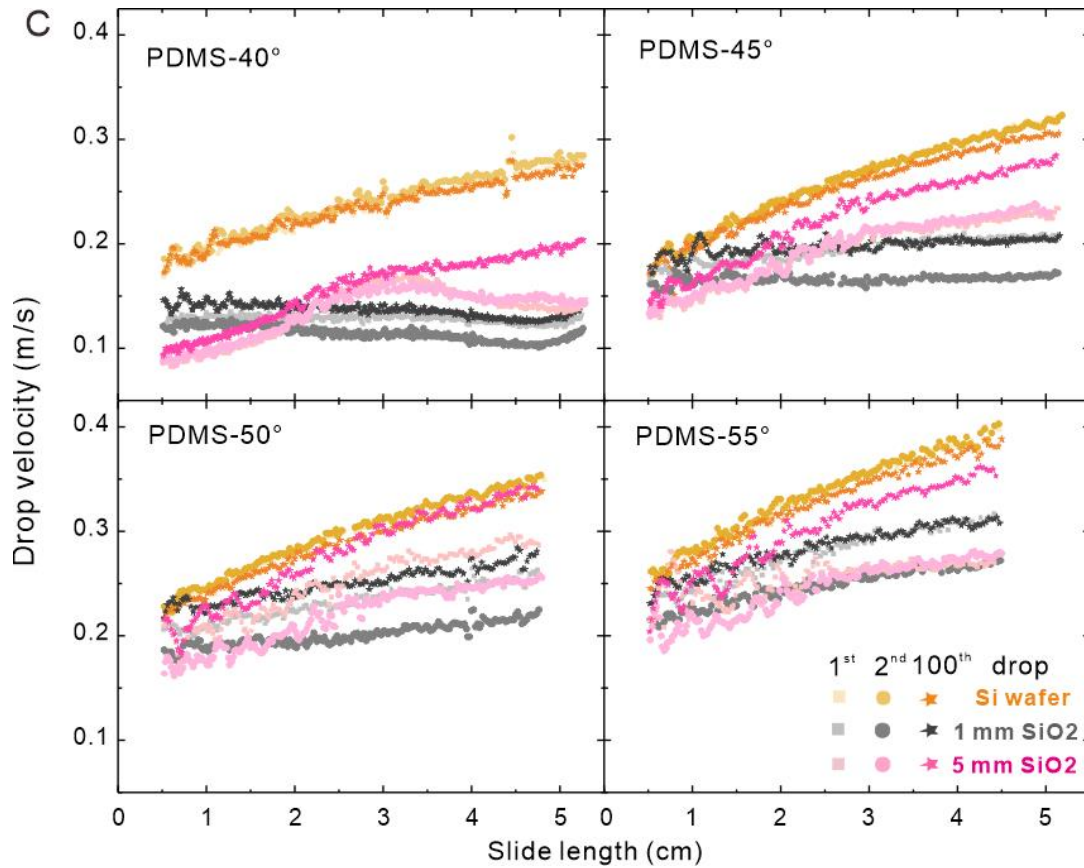 C
PDMS-40°
PDMS-45°
0.4
0.3
0.2
0.1
PDMS-50°
PDMS-55°
0.4
0.3
0.2
0.1
Drop velocity (m/s)
1st 2nd 100th drop
Si wafer
1 mm SiO2
5 mm SiO2
0 1 2 3 4 5 0 1 2 3 4 5
Slide length (cm)